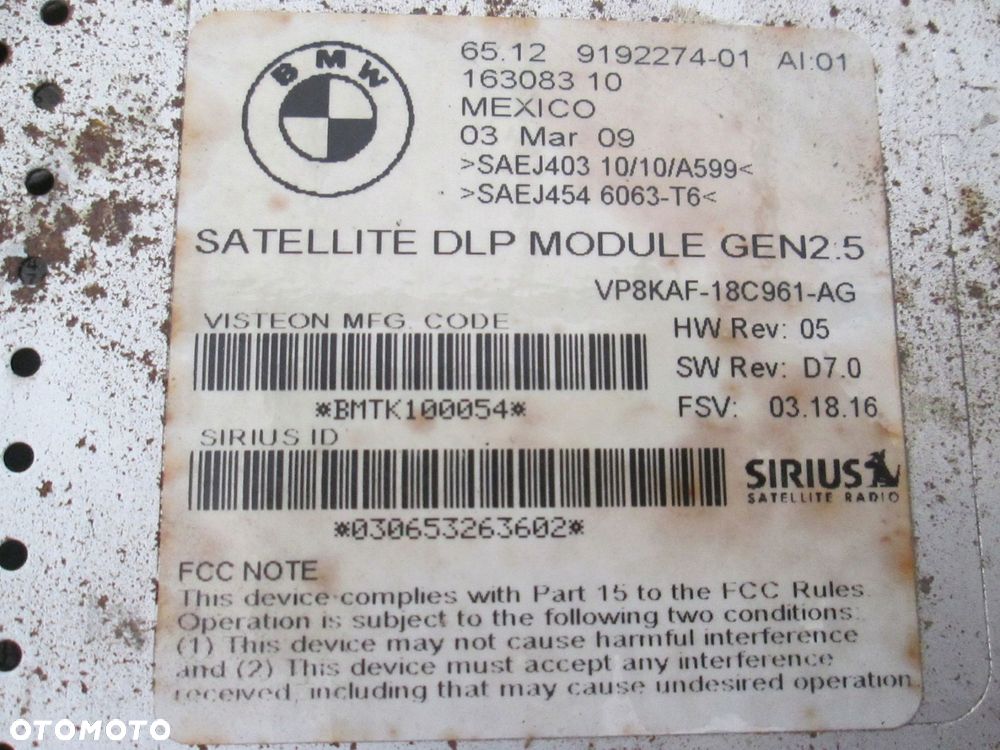 BMW
65.12 9192274-01 AI:01
163083 10
MEXICO
03 Mar 09
>SAEJ403 10/10/A599<
>SAEJ454 6063-T6<
SATELLITE DLP MODULE GEN2.5
VP8KAF-18C961-AG
VISTEON MFG. CODE
HW Rev: 05
SW Rev: D7.0
*BMTK100054*
FSV: 03.18.16
SIRIUS ID
SIRIUS
SATELLITE RADIO
*030653263602*
FCC NOTE
This device complies with Part 15 to the FCC Rules.
Operation is subject to the following two conditions:
(1) This device may not cause harmful interference
and (2) This device must accept any interference
received, including that may cause undesired operation
OTOMOTO